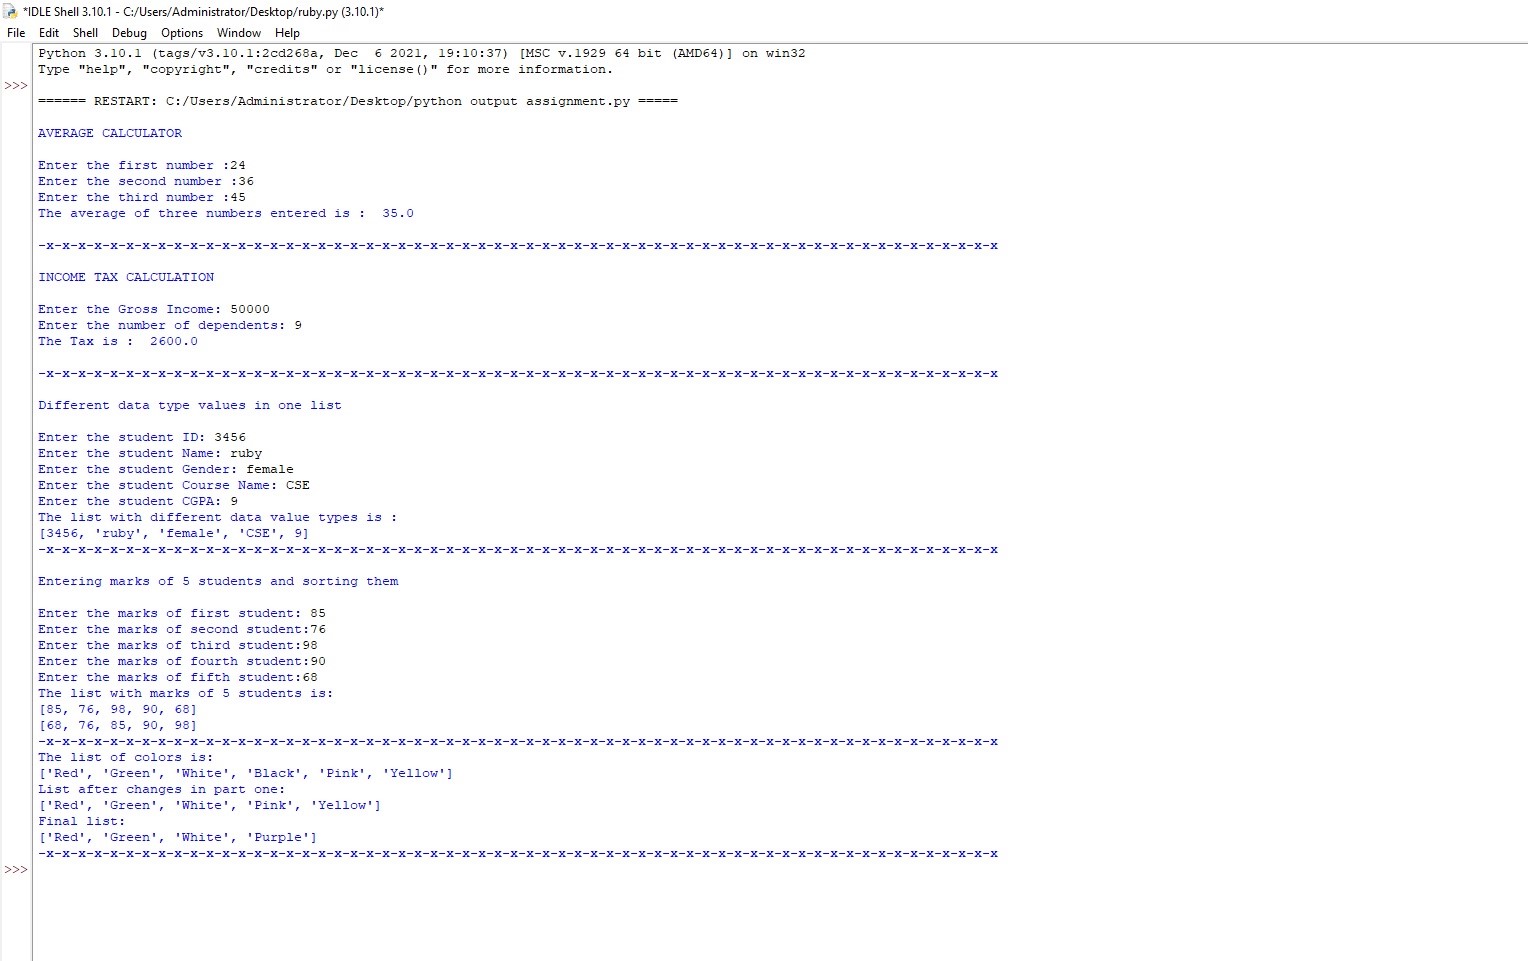 *IDLE Shell 3.10.1 - C:/Users/Administrator/Desktop/ruby.py (3.10.1)*
File Edit Shell Debug Options Window Help
Python 3.10.1 (tags/v3.10.1:2cd268a, Dec  6 2021, 19:10:37) [MSC v.1929 64 bit (AMD64)] on win32
Type "help", "copyright", "credits" or "license()" for more information.
>>>
====== RESTART: C:/Users/Administrator/Desktop/python output assignment.py =====
AVERAGE CALCULATOR
Enter the first number :24
Enter the second number :36
Enter the third number :45
The average of three numbers entered is :  35.0
-x-x-x-x-x-x-x-x-x-x-x-x-x-x-x-x-x-x-x-x-x-x-x-x-x-x-x-x-x-x-x-x-x-x-x-x-x-x-x-x-x-x-x-x-x-x-x-x-x-x-x-x-x-x-x-x-x-x-x-x
INCOME TAX CALCULATION
Enter the Gross Income: 50000
Enter the number of dependents: 9
The Tax is :  2600.0
-x-x-x-x-x-x-x-x-x-x-x-x-x-x-x-x-x-x-x-x-x-x-x-x-x-x-x-x-x-x-x-x-x-x-x-x-x-x-x-x-x-x-x-x-x-x-x-x-x-x-x-x-x-x-x-x-x-x-x-x
Different data type values in one list
Enter the student ID: 3456
Enter the student Name: ruby
Enter the student Gender: female
Enter the student Course Name: CSE
Enter the student CGPA: 9
The list with different data value types is :
[3456, 'ruby', 'female', 'CSE', 9]
-x-x-x-x-x-x-x-x-x-x-x-x-x-x-x-x-x-x-x-x-x-x-x-x-x-x-x-x-x-x-x-x-x-x-x-x-x-x-x-x-x-x-x-x-x-x-x-x-x-x-x-x-x-x-x-x-x-x-x-x
Entering marks of 5 students and sorting them
Enter the marks of first student: 85
Enter the marks of second student:76
Enter the marks of third student:98
Enter the marks of fourth student:90
Enter the marks of fifth student:68
The list with marks of 5 students is:
[85, 76, 98, 90, 68]
[68, 76, 85, 90, 98]
-x-x-x-x-x-x-x-x-x-x-x-x-x-x-x-x-x-x-x-x-x-x-x-x-x-x-x-x-x-x-x-x-x-x-x-x-x-x-x-x-x-x-x-x-x-x-x-x-x-x-x-x-x-x-x-x-x-x-x-x
The list of colors is:
['Red', 'Green', 'White', 'Black', 'Pink', 'Yellow']
List after changes in part one:
['Red', 'Green', 'White', 'Pink', 'Yellow']
Final list:
['Red', 'Green', 'White', 'Purple']
-x-x-x-x-x-x-x-x-x-x-x-x-x-x-x-x-x-x-x-x-x-x-x-x-x-x-x-x-x-x-x-x-x-x-x-x-x-x-x-x-x-x-x-x-x-x-x-x-x-x-x-x-x-x-x-x-x-x-x-x
>>>